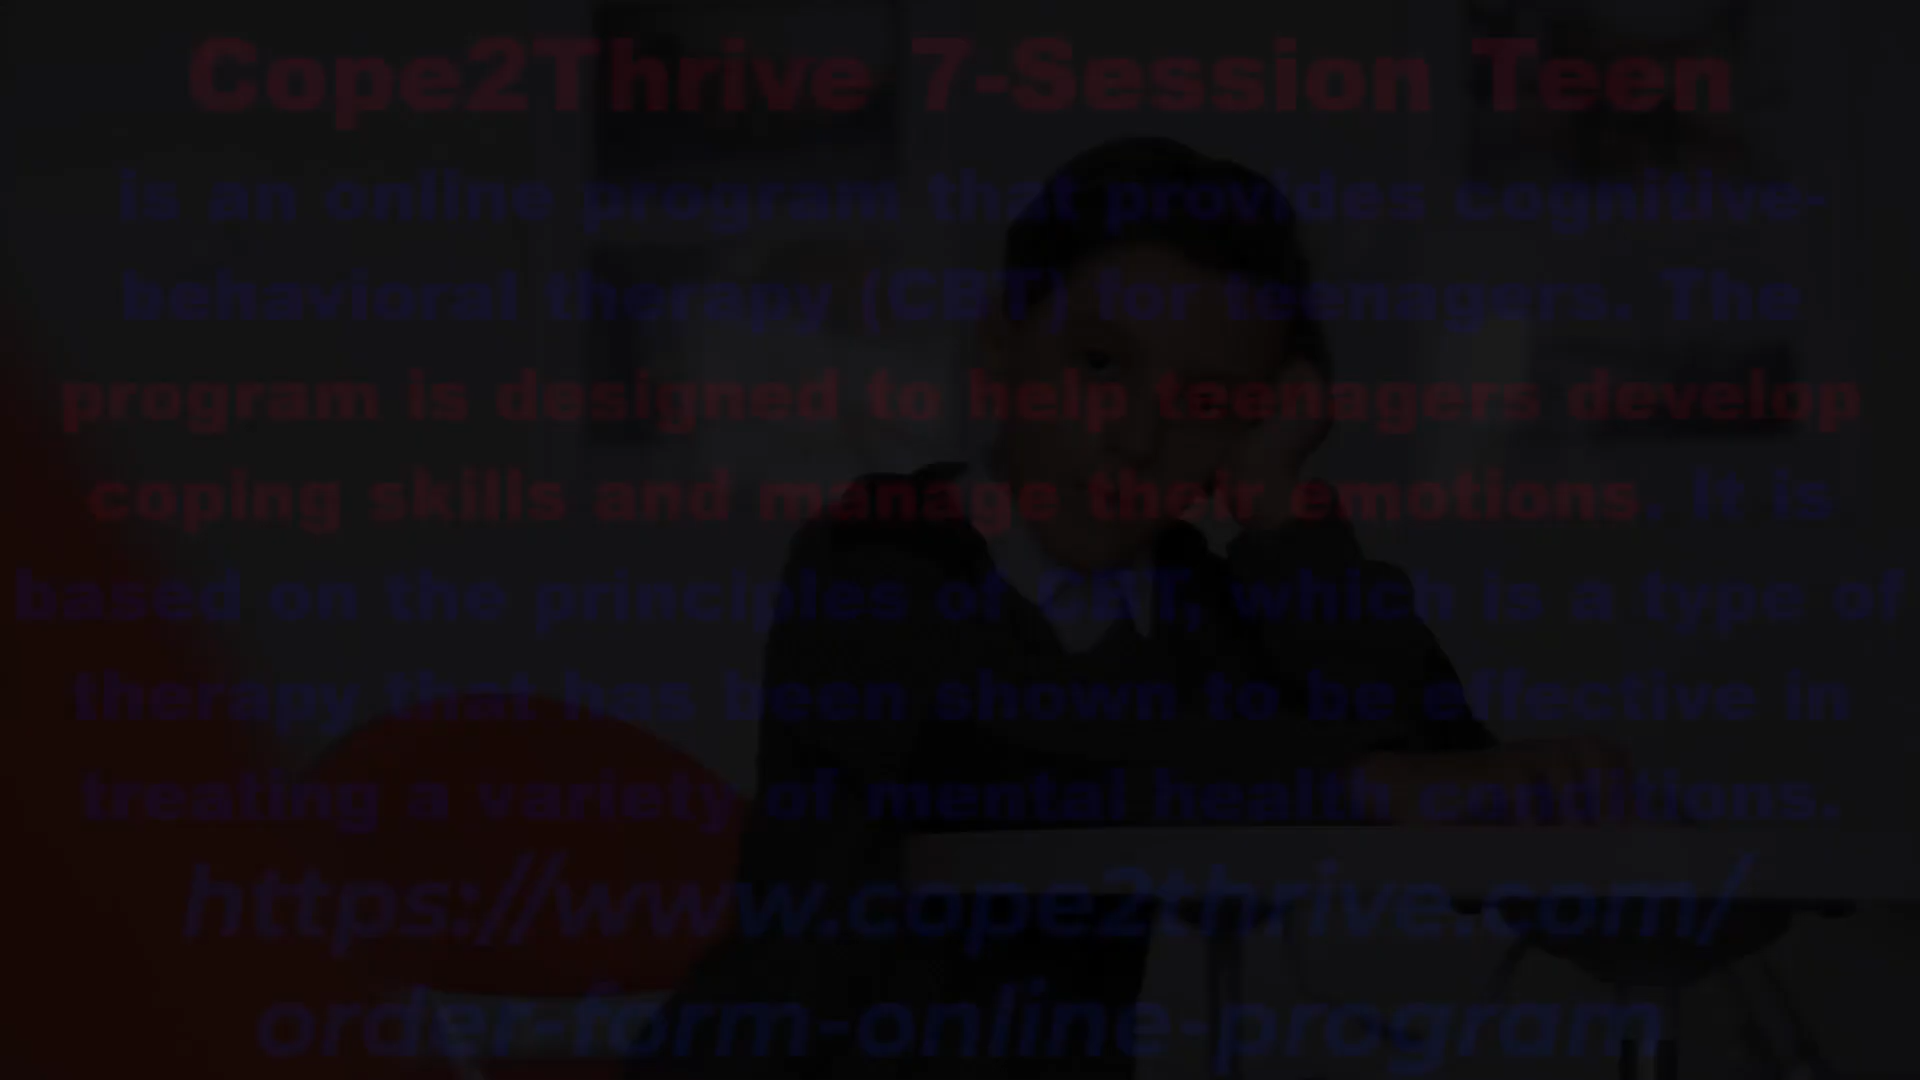 Cope2Thrive 7-Session Teen
is an online program that provides cognitive-
behavioral therapy (CBT) for teenagers. The
program is designed to help teenagers develop
coping skills and manage their emotions. It is
based on the principles of CBT, which is a type of
therapy that has been shown to be effective in
treating a variety of mental health conditions.
https://www.cope2thrive.com/
order-form-online-program